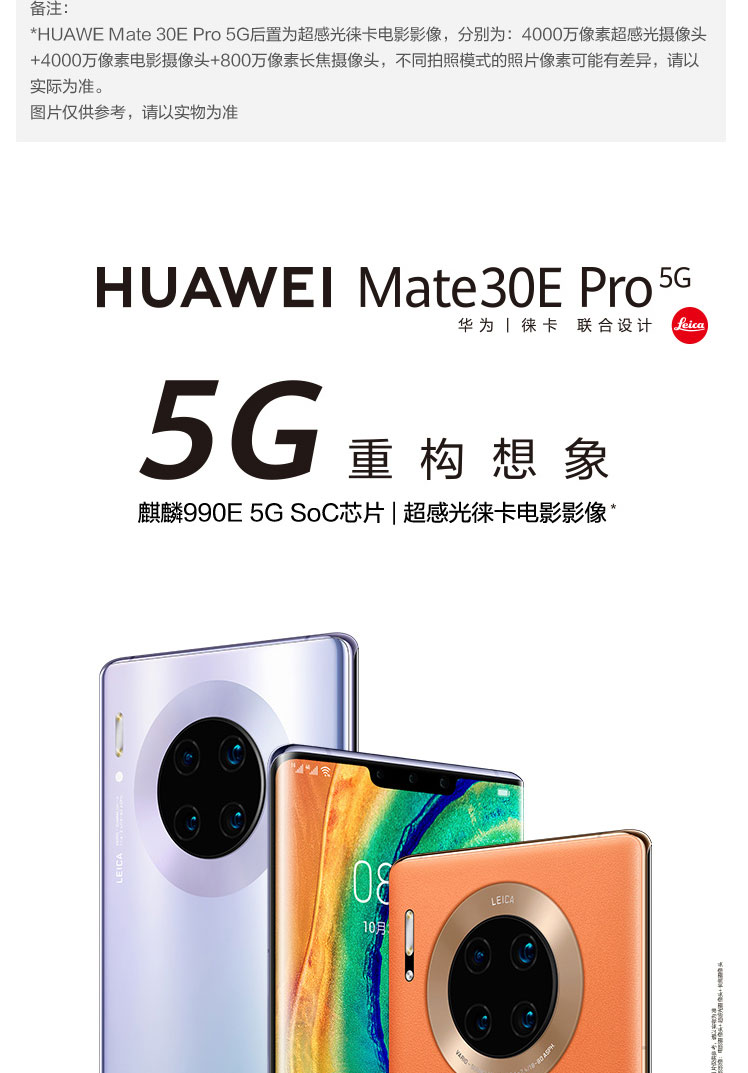 备注：
*HUAWE Mate 30E Pro 5G后置为超感光徕卡电影影像，分别为：4000万像素超感光摄像头
+4000万像素电影摄像头+800万像素长焦摄像头，不同拍照模式的照片像素可能有差异，请以
实际为准。
图片仅供参考，请以实物为准
HUAWEI Mate30E Pro 5G
华为 | 徕卡 联合设计
Leica
5G 重构想象
麒麟990E 5G SoC芯片 | 超感光徕卡电影影像*
LEICA
08
10月
LEICA